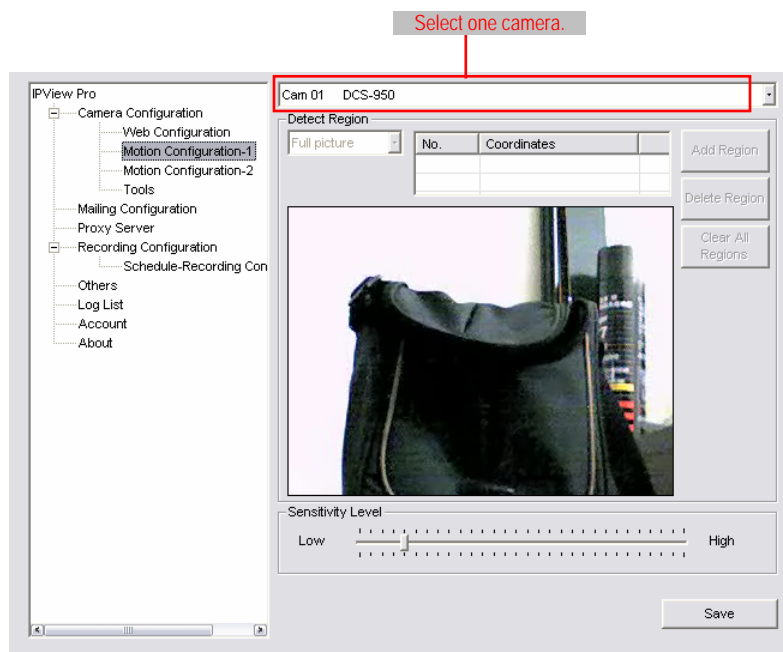 Select one camera.
IPView Pro
Camera Configuration
Web Configuration
Motion Configuration-1
Motion Configuration-2
Tools
Mailing Configuration
Proxy Server
Recording Configuration
Schedule-Recording Con
Others
Log List
Account
About
Cam 01 DCS-950
Detect Region
Full picture
No. Coordinates
Add Region
Delete Region
Clear All
Regions
Sensitivity Level
Low High
Save